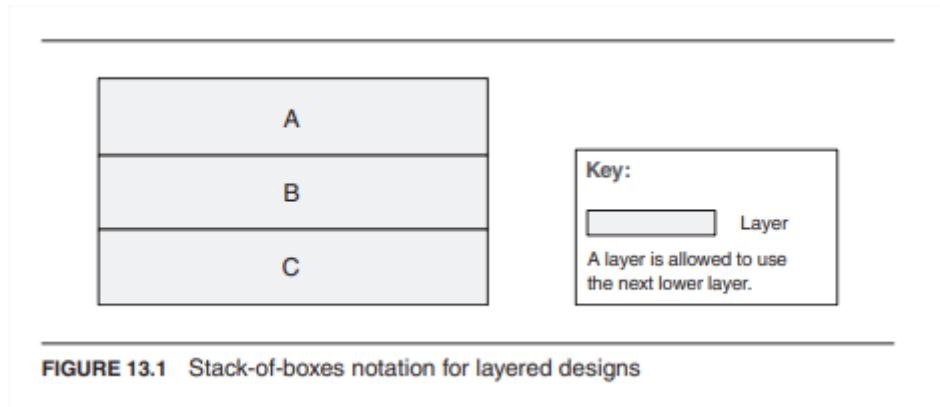 A
B
C
Key:
Layer
A layer is allowed to use
the next lower layer.
FIGURE 13.1 Stack-of-boxes notation for layered designs